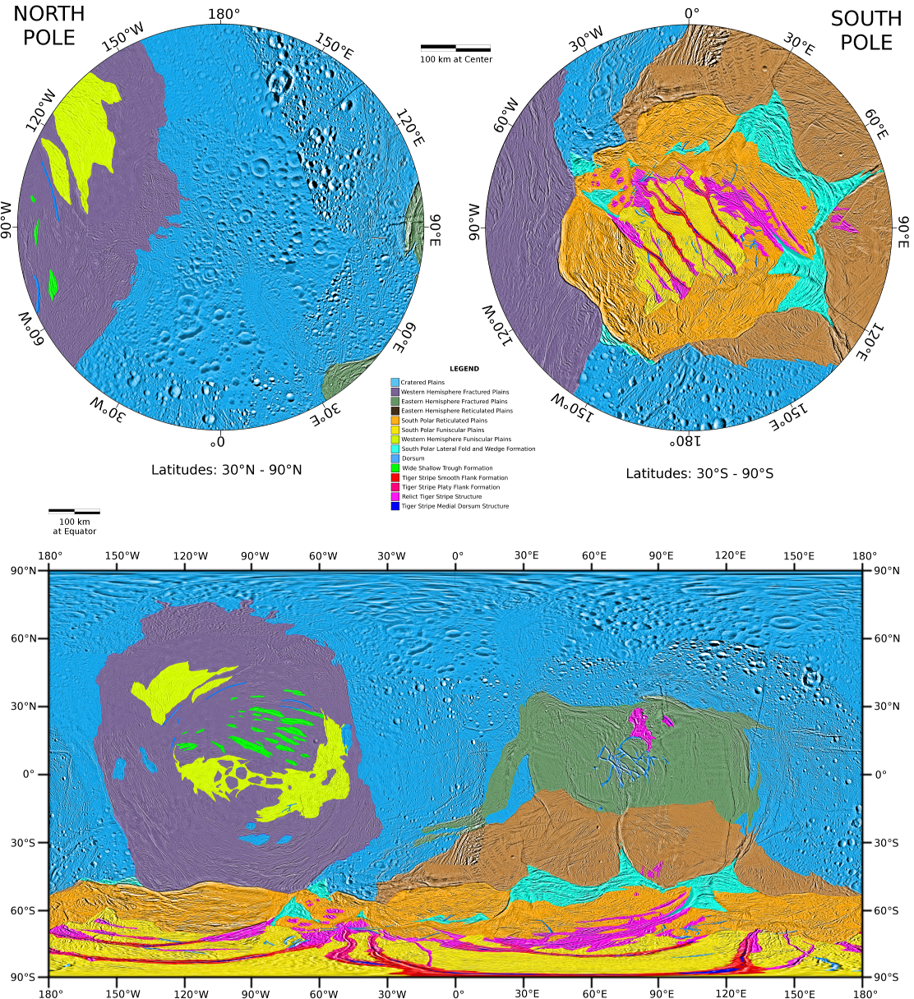 NORTH
POLE
180°
150°W
150°E
120°W
120°E
90°W
90°E
60°W
60°E
30°W
30°E
0°
Latitudes: 30°N - 90°N
100 km at Center
SOUTH
POLE
0°
30°W
30°E
60°W
60°E
90°W
90°E
120°W
120°E
150°W
150°E
180°
Latitudes: 30°S - 90°S
LEGEND
Cratered Plains
Western Hemisphere Fractured Plains
Eastern Hemisphere Fractured Plains
Eastern Hemisphere Reticulated Plains
South Polar Reticulated Plains
South Polar Funiscular Plains
Western Hemisphere Funiscular Plains
South Polar Lateral Fold and Wedge Formation
Dorsum
Wide Shallow Trough Formation
Tiger Stripe Smooth Flank Formation
Tiger Stripe Platy Flank Formation
Relict Tiger Stripe Structure
Tiger Stripe Medial Dorsum Structure
100 km
at Equator
180° 150°W 120°W 90°W 60°W 30°W 0° 30°E 60°E 90°E 120°E 150°E 180°
90°N 90°N
60°N 60°N
30°N 30°N
0° 0°
30°S 30°S
60°S 60°S
90°S 90°S
180° 150°W 120°W 90°W 60°W 30°W 0° 30°E 60°E 90°E 120°E 150°E 180°